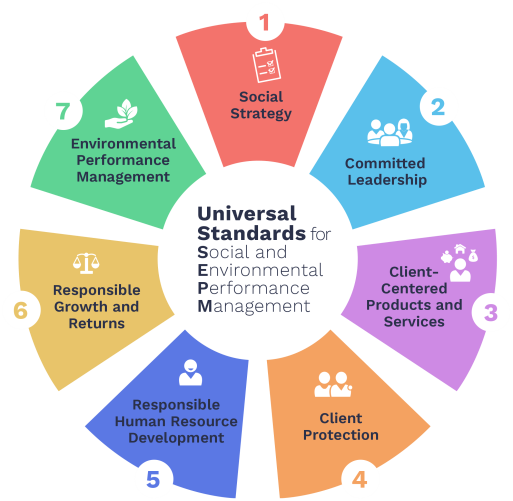 Universal
Standards for
Social and
Environmental
Performance
Management
1
Social
Strategy
2
Committed
Leadership
3
Client-
Centered
Products and
Services
4
Client
Protection
5
Responsible
Human Resource
Development
6
Responsible
Growth and
Returns
7
Environmental
Performance
Management